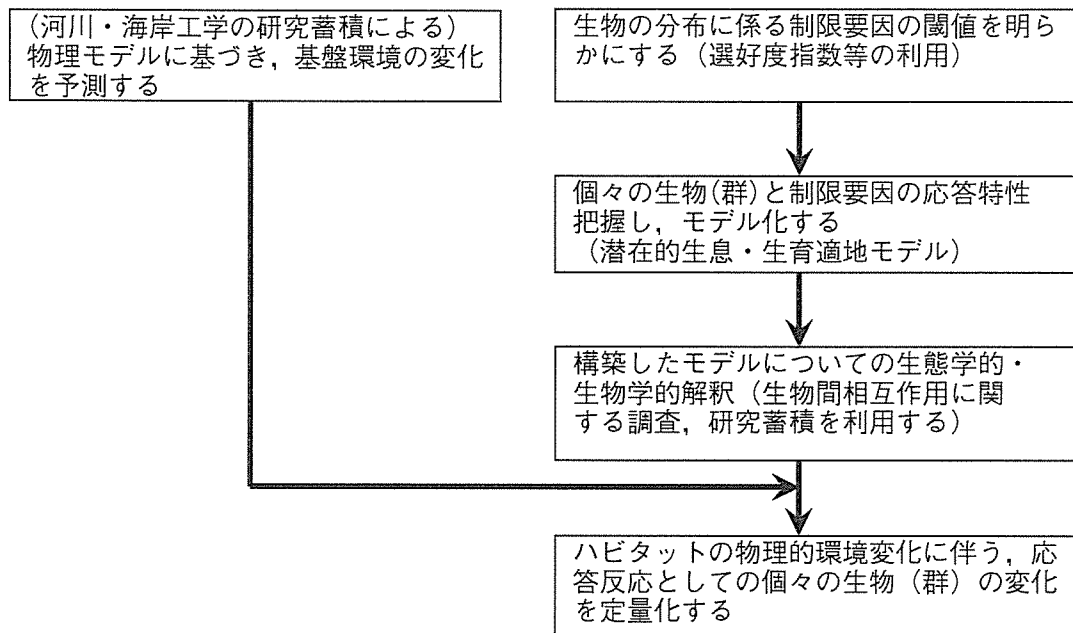 (河川・海岸工学の研究蓄積による)
物理モデルに基づき，基盤環境の変化
を予測する
生物の分布に係る制限要因の閾値を明ら
かにする（選好度指数等の利用）
個々の生物(群)と制限要因の応答特性
把握し，モデル化する
（潜在的生息・生育適地モデル）
構築したモデルについての生態学的・
生物学的解釈（生物間相互作用に関
する調査，研究蓄積を利用する）
ハビタットの物理的環境変化に伴う，応
答反応としての個々の生物（群）の変化
を定量化する